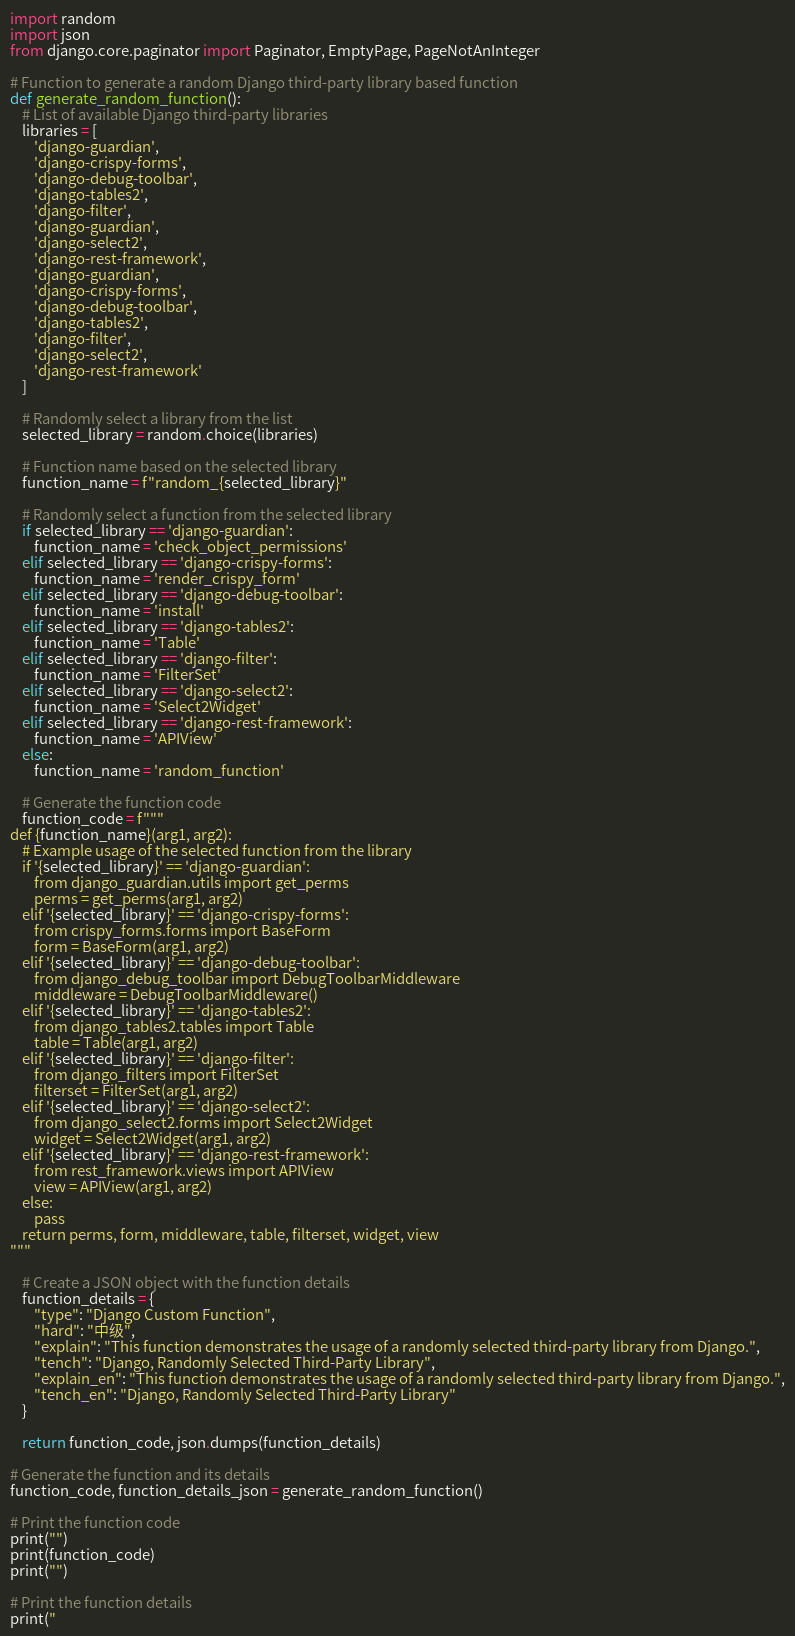 import random
import json
from django.core.paginator import Paginator, EmptyPage, PageNotAnInteger

# Function to generate a random Django third-party library based function
def generate_random_function():
    # List of available Django third-party libraries
    libraries = [
        'django-guardian',
        'django-crispy-forms',
        'django-debug-toolbar',
        'django-tables2',
        'django-filter',
        'django-guardian',
        'django-select2',
        'django-rest-framework',
        'django-guardian',
        'django-crispy-forms',
        'django-debug-toolbar',
        'django-tables2',
        'django-filter',
        'django-select2',
        'django-rest-framework'
    ]

    # Randomly select a library from the list
    selected_library = random.choice(libraries)

    # Function name based on the selected library
    function_name = f"random_{selected_library}"

    # Randomly select a function from the selected library
    if selected_library == 'django-guardian':
        function_name = 'check_object_permissions'
    elif selected_library == 'django-crispy-forms':
        function_name = 'render_crispy_form'
    elif selected_library == 'django-debug-toolbar':
        function_name = 'install'
    elif selected_library == 'django-tables2':
        function_name = 'Table'
    elif selected_library == 'django-filter':
        function_name = 'FilterSet'
    elif selected_library == 'django-select2':
        function_name = 'Select2Widget'
    elif selected_library == 'django-rest-framework':
        function_name = 'APIView'
    else:
        function_name = 'random_function'

    # Generate the function code
    function_code = f"""
def {function_name}(arg1, arg2):
    # Example usage of the selected function from the library
    if '{selected_library}' == 'django-guardian':
        from django_guardian.utils import get_perms
        perms = get_perms(arg1, arg2)
    elif '{selected_library}' == 'django-crispy-forms':
        from crispy_forms.forms import BaseForm
        form = BaseForm(arg1, arg2)
    elif '{selected_library}' == 'django-debug-toolbar':
        from django_debug_toolbar import DebugToolbarMiddleware
        middleware = DebugToolbarMiddleware()
    elif '{selected_library}' == 'django-tables2':
        from django_tables2.tables import Table
        table = Table(arg1, arg2)
    elif '{selected_library}' == 'django-filter':
        from django_filters import FilterSet
        filterset = FilterSet(arg1, arg2)
    elif '{selected_library}' == 'django-select2':
        from django_select2.forms import Select2Widget
        widget = Select2Widget(arg1, arg2)
    elif '{selected_library}' == 'django-rest-framework':
        from rest_framework.views import APIView
        view = APIView(arg1, arg2)
    else:
        pass
    return perms, form, middleware, table, filterset, widget, view
"""

    # Create a JSON object with the function details
    function_details = {
        "type": "Django Custom Function",
        "hard": "中级",
        "explain": "This function demonstrates the usage of a randomly selected third-party library from Django.",
        "tench": "Django, Randomly Selected Third-Party Library",
        "explain_en": "This function demonstrates the usage of a randomly selected third-party library from Django.",
        "tench_en": "Django, Randomly Selected Third-Party Library"
    }

    return function_code, json.dumps(function_details)

# Generate the function and its details
function_code, function_details_json = generate_random_function()

# Print the function code
print("")
print(function_code)
print("")

# Print the function details
print("